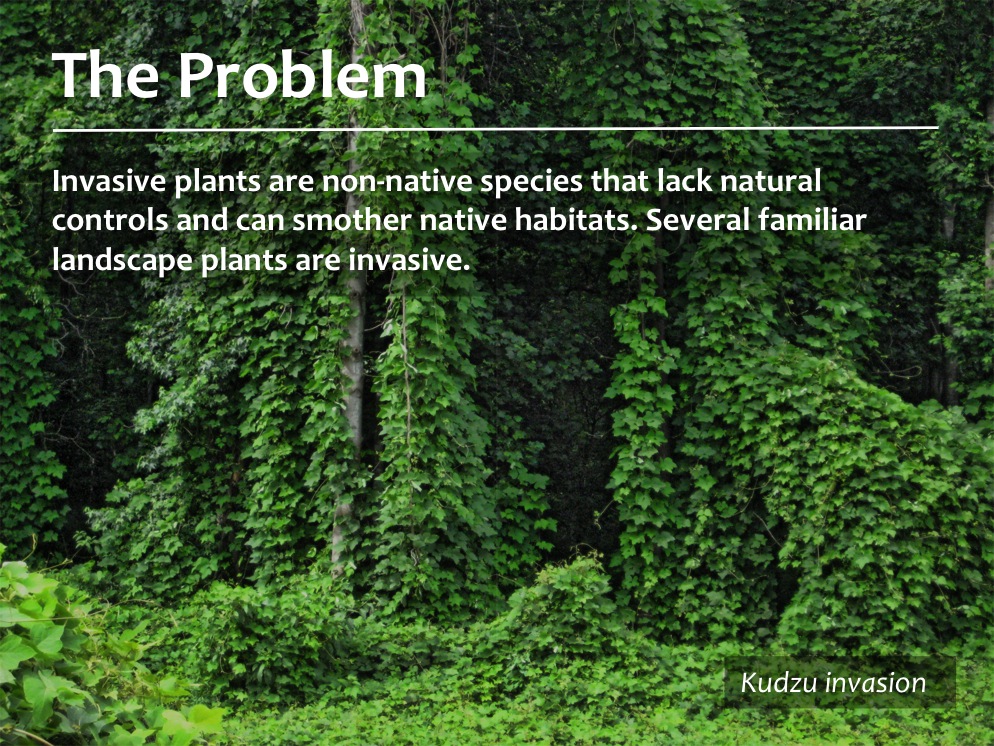 The Problem
Invasive plants are non-native species that lack natural
controls and can smother native habitats. Several familiar
landscape plants are invasive.
Kudzu invasion